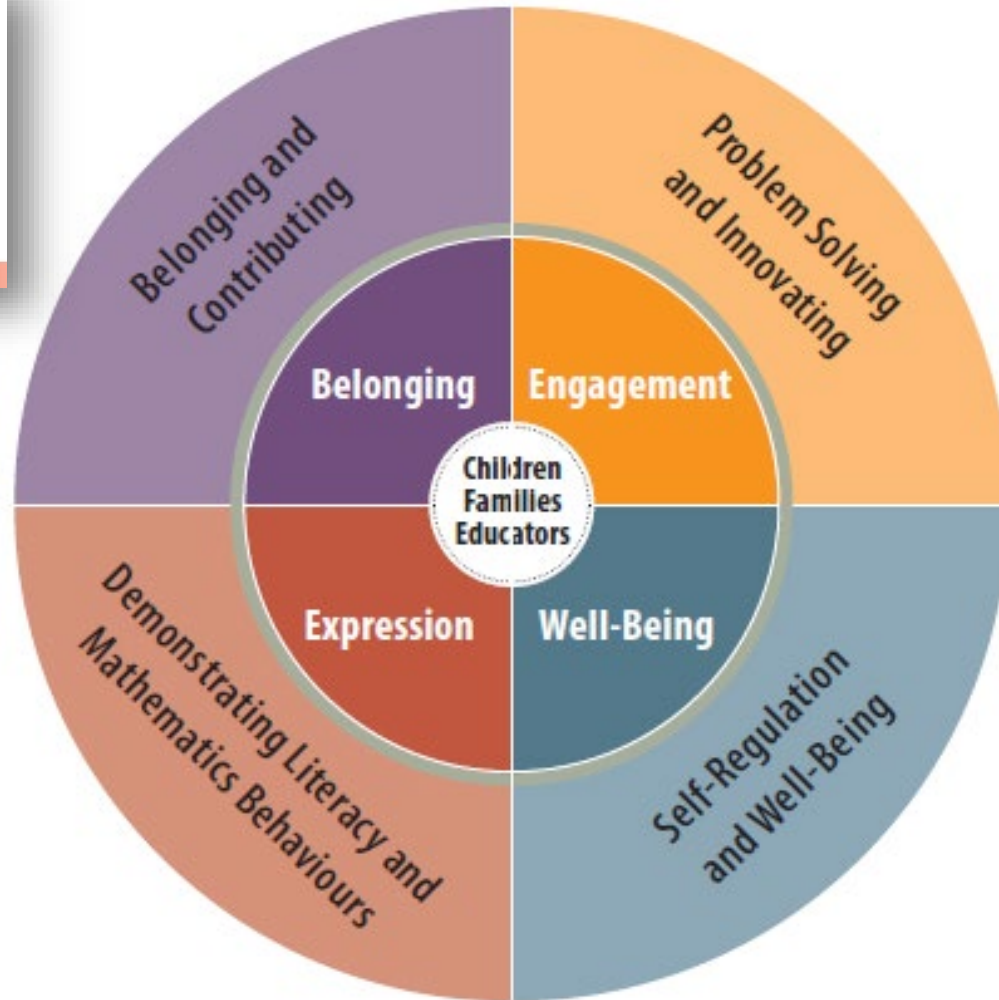 Belonging and
Contributing
Problem Solving
and Innovating
Belonging
Engagement
Children
Families
Educators
Expression
Well-Being
Demonstrating Literacy and
Mathematics Behaviours
Self-Regulation
and Well-Being